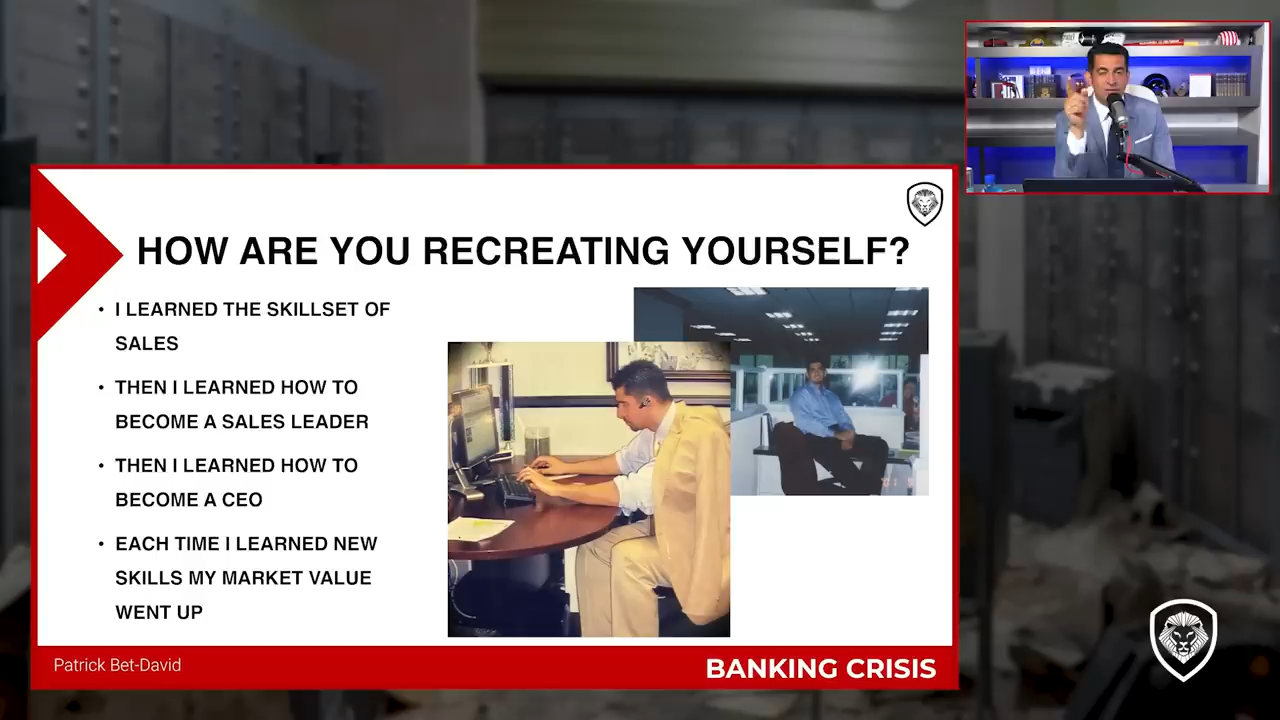 HOW ARE YOU RECREATING YOURSELF?
• I LEARNED THE SKILLSET OF
SALES
• THEN I LEARNED HOW TO
BECOME A SALES LEADER
• THEN I LEARNED HOW TO
BECOME A CEO
• EACH TIME I LEARNED NEW
SKILLS MY MARKET VALUE
WENT UP
Patrick Bet-David
BANKING CRISIS